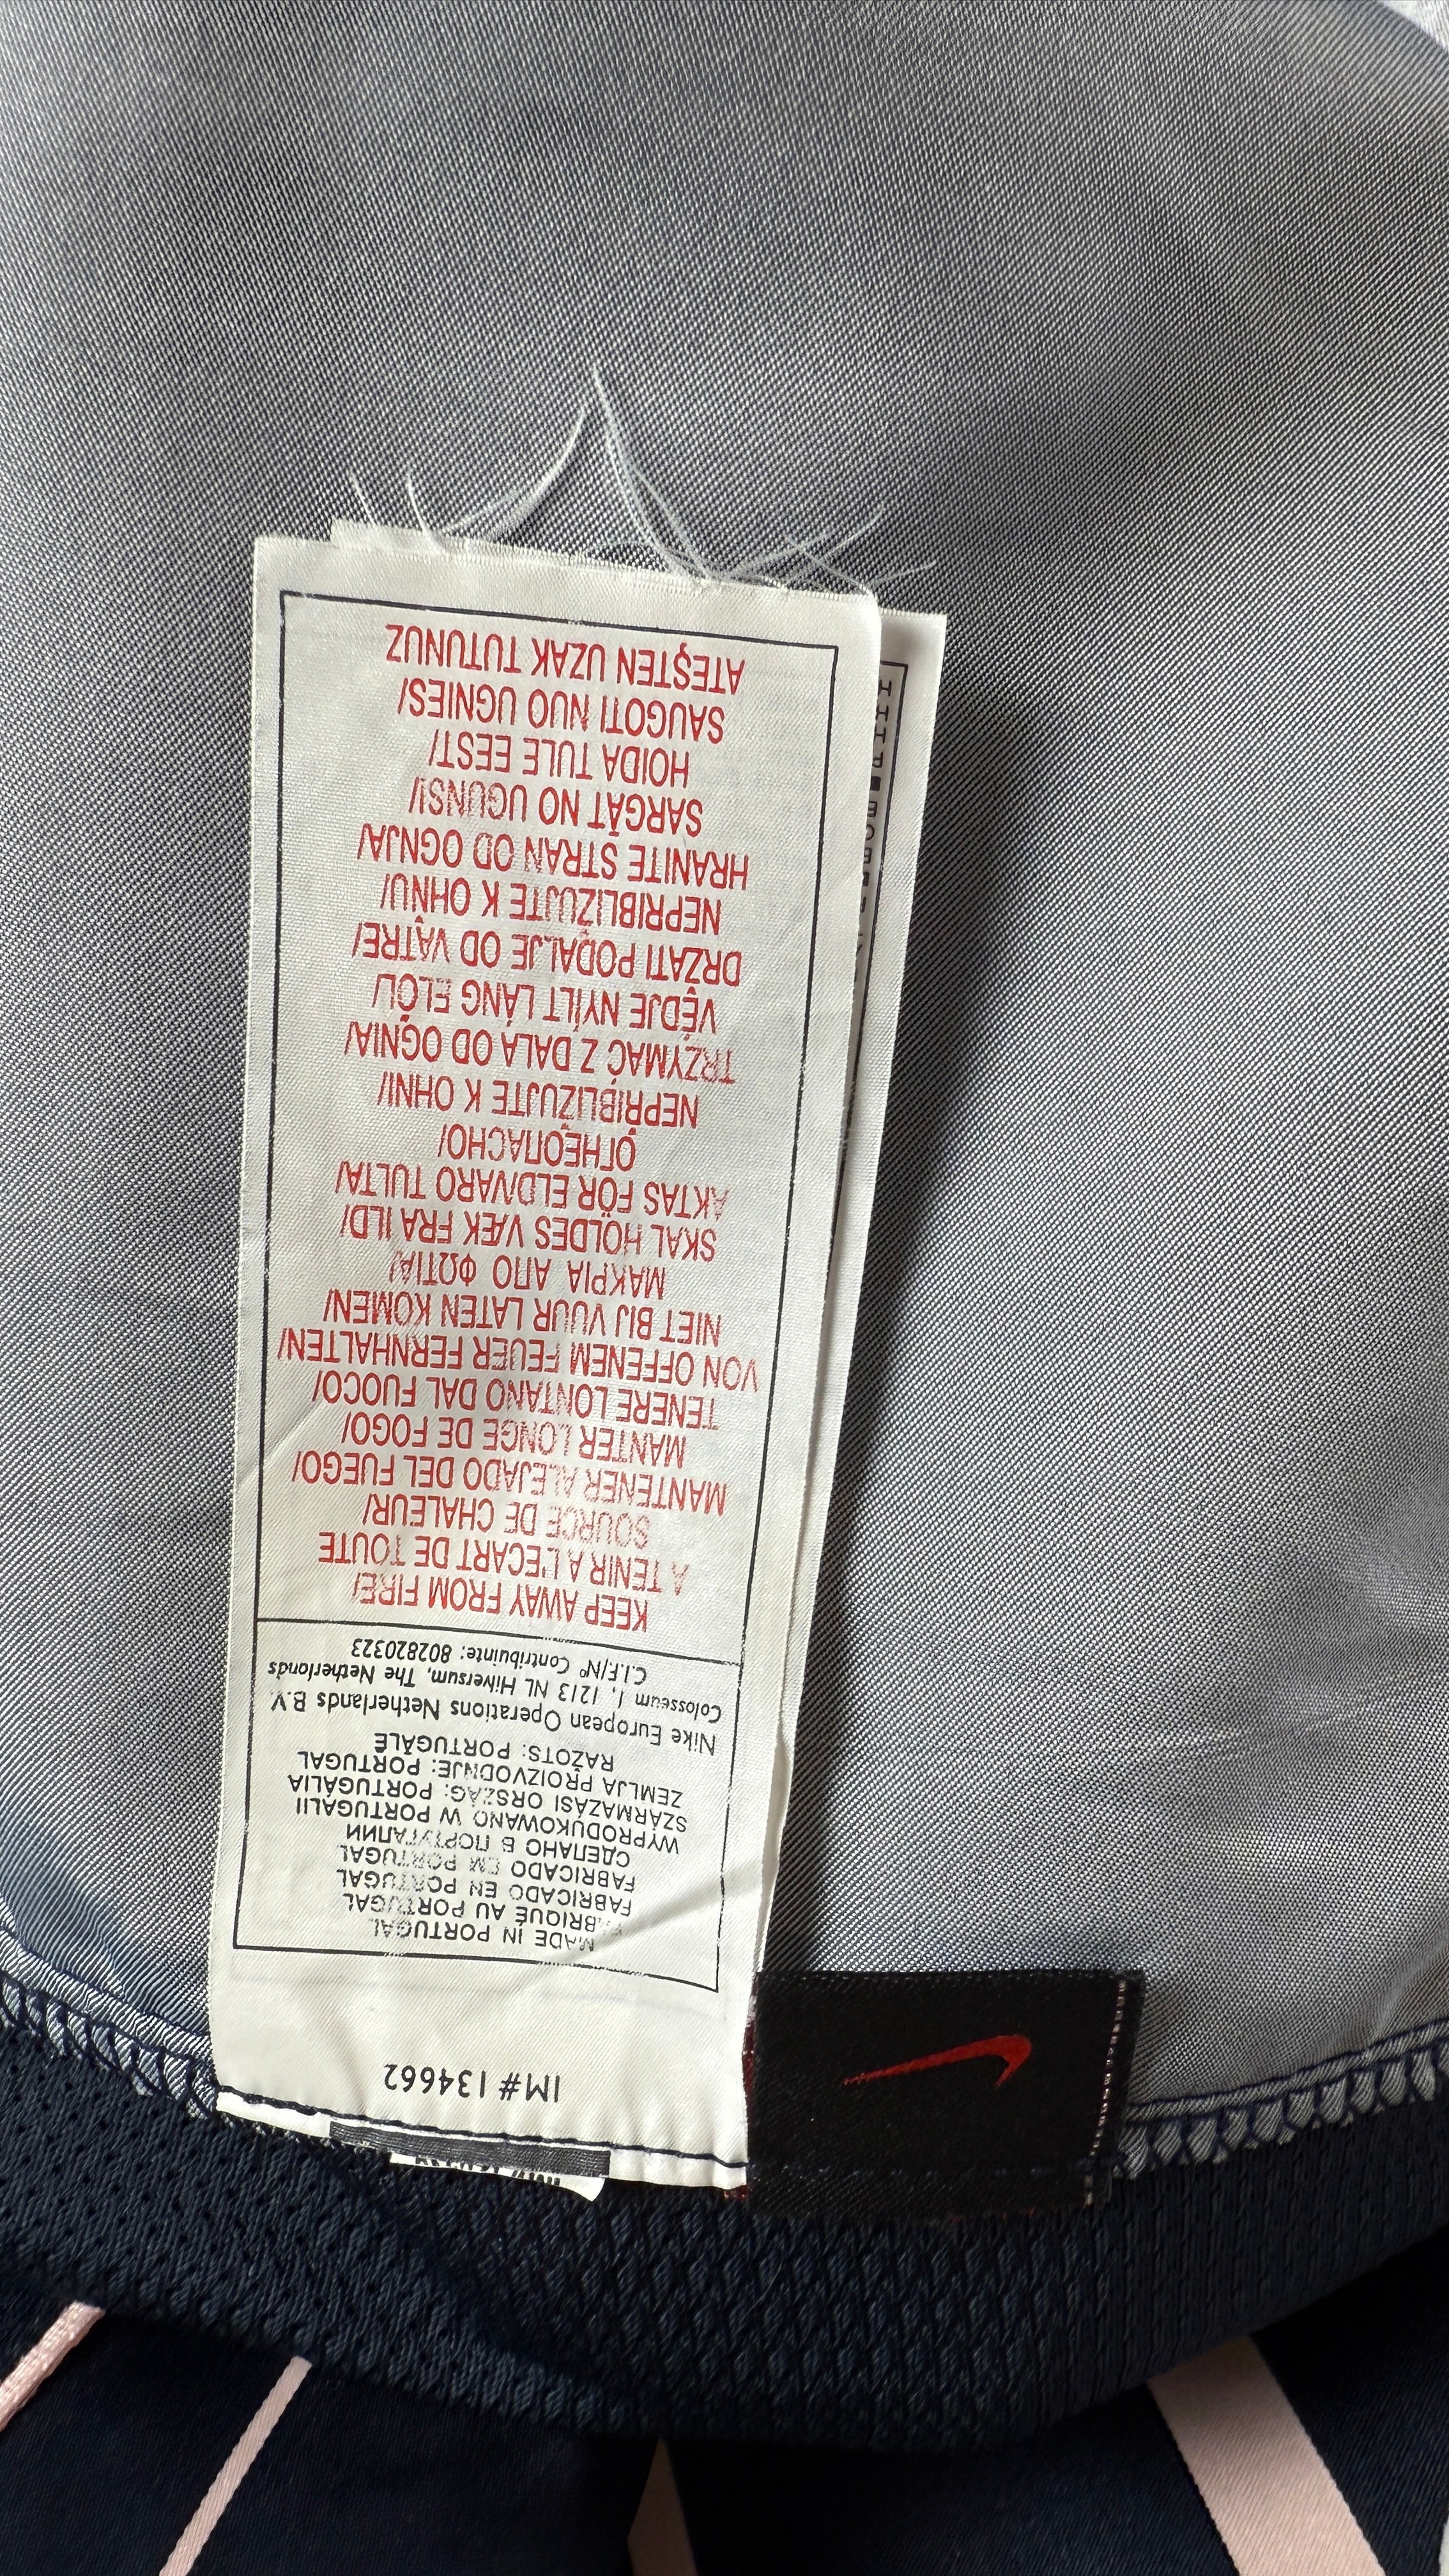 IM# 134662
MADE IN PORTUGAL
FABRIQUÉ AU PORTUGAL
FABRICADO EN PORTUGAL
FABRICADO EM PORTUGAL
СДЕЛАНО В ПОРТУГАЛИИ
WYPRODUKOWANO W PORTUGALII
SZÁRMAZÁSI ORSZÁG: PORTUGÁLIA
ZEMLJA PROIZVODNJE: PORTUGAL
RAŽOTS: PORTUGĀLĒ
Nike European Operations Netherlands B.V.
Colosseum 1, 1213 NL Hilversum, The Netherlands
C.I.F/Nº Contribuinte: 802820323
KEEP AWAY FROM FIRE/
A TENIR A L'ECART DE TOUTE
SOURCE DE CHALEUR/
MANTENER ALEJADO DEL FUEGO/
MANTER LONGE DE FOGO/
TENERE LONTANO DAL FUOCO/
VON OFFENEM FEUER FERNHALTEN/
NIET BIJ VUUR LATEN KOMEN/
ΜΑΚΡΙΑ ΑΠΟ ΦΩΤΙΑ/
SKAL HOLDES VÆK FRA ILD/
AKTAS FÖR ELD/VARO TULTA/
ОГНЕОПАСНО/
NEPŘIBLIŽUJTE K OHNI/
TRZYMAĆ Z DALA OD OGNIA/
VÉDJE NYÍLT LÁNG ELŐL/
DRŽATI PODALJE OD VATRE/
NEPRIBLIŽUJTE K OHŇU/
HRANITE STRAN OD OGNJA/
SARGĀT NO UGUNS!/
HOIDA TULE EEST/
SAUGOTI NUO UGNIES/
ATEŞTEN UZAK TUTUNUZ